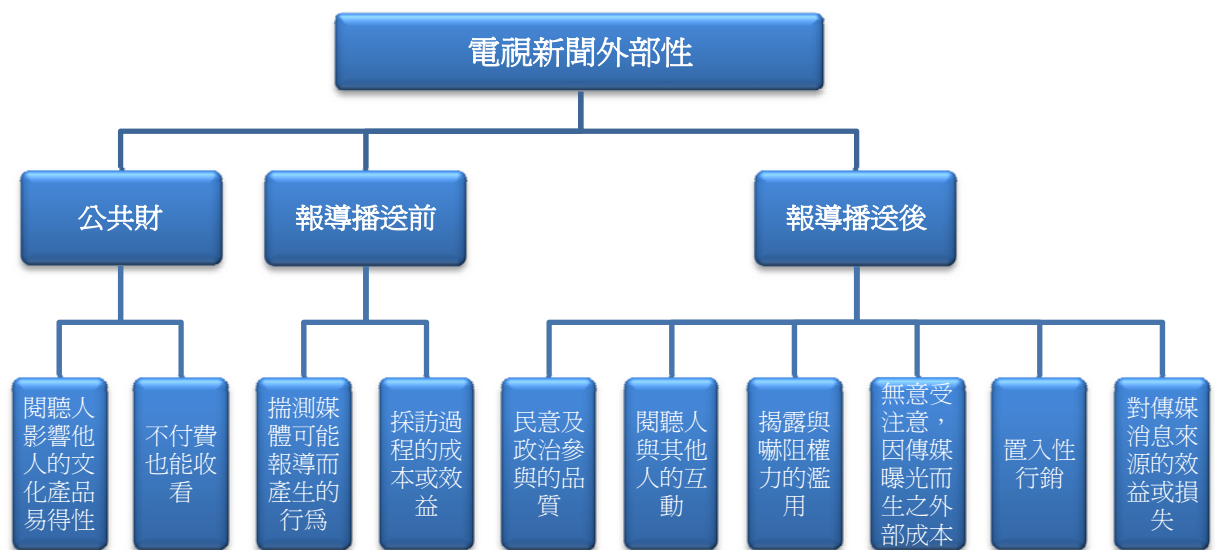 電視新聞外部性
公共財
報導播送前
報導播送後
閱聽人
影響他
人的文
化產品
易得性
不付費
也能收
看
揣測媒
體可能
報導而
產生的
行為
採訪過
程的成
本或效
益
民意及
政治參
與的品
質
閱聽人
與其他
人的互
動
揭露與
嚇阻權
力的濫
用
無意受
注意，
因傳媒
曝光而
生之外
部成本
置入性
行銷
對傳媒
消息來
源的效
益或損
失